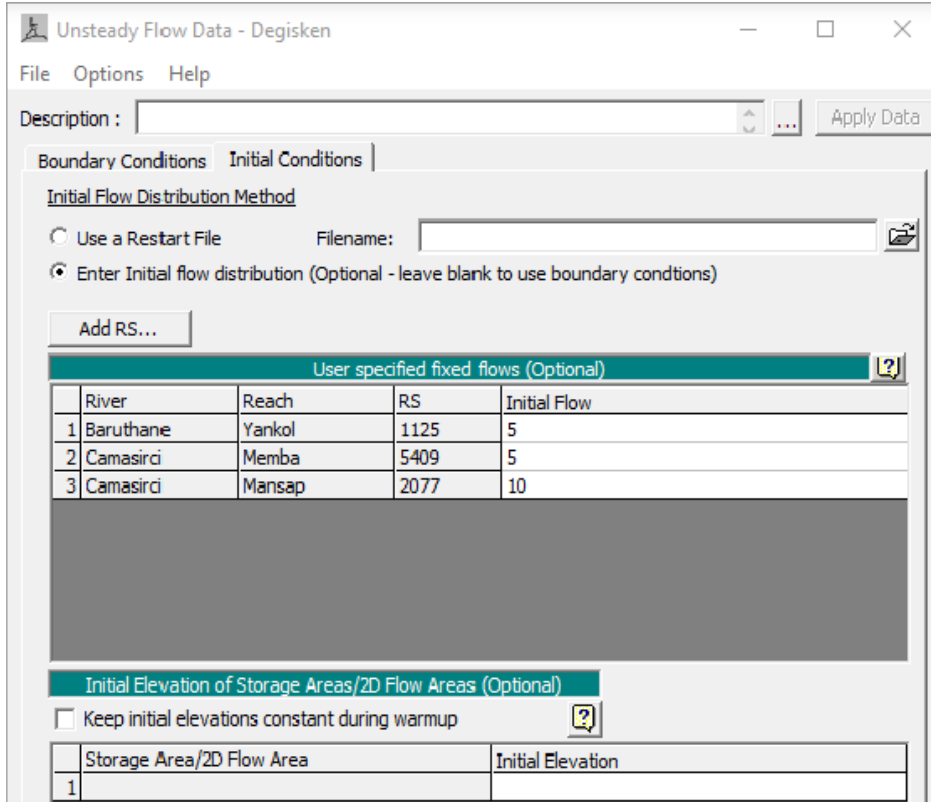 Unsteady Flow Data - Degisken
File Options Help
Description : ... Apply Data
Boundary Conditions Initial Conditions
Initial Flow Distribution Method
Use a Restart File Filename:
Enter Initial flow distribution (Optional - leave blank to use boundary condtions)
Add RS...
User specified fixed flows (Optional)
River Reach RS Initial Flow
1 Baruthane Yankol 1125 5
2 Camasirci Memba 5409 5
3 Camasirci Mansap 2077 10
Initial Elevation of Storage Areas/2D Flow Areas (Optional)
Keep initial elevations constant during warmup
Storage Area/2D Flow Area Initial Elevation
1